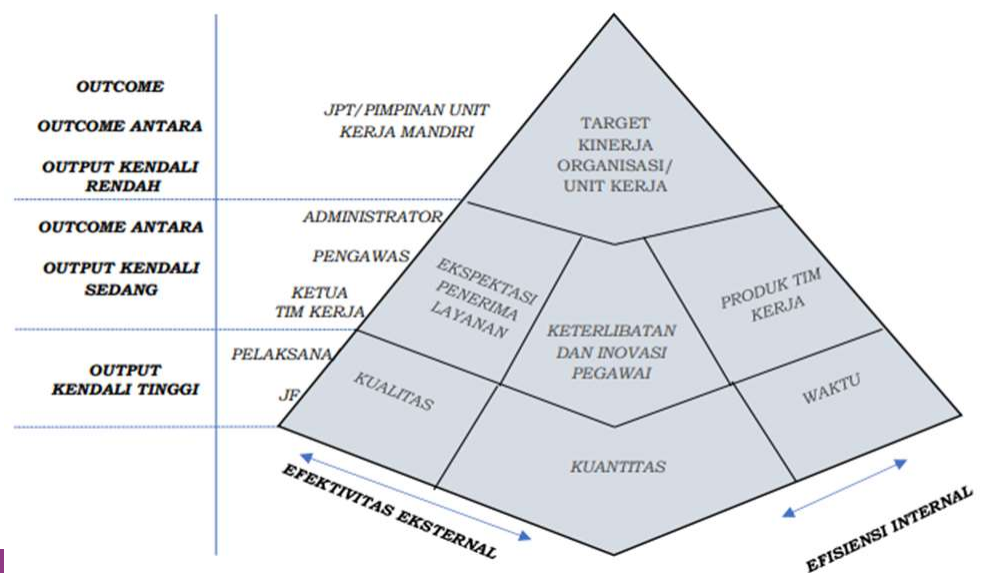 OUTCOME
OUTCOME ANTARA
OUTPUT KENDALI
RENDAH
JPT/PIMPINAN UNIT
KERJA MANDIRI
TARGET
KINERJA
ORGANISASI/
UNIT KERJA
OUTCOME ANTARA
OUTPUT KENDALI
SEDANG
ADMINISTRATOR
PENGAWAS
KETUA
TIM KERJA
EKSPEKTASI
PENERIMA
LAYANAN
KETERLIBATAN
DAN INOVASI
PEGAWAI
PRODUK TIM
KERJA
OUTPUT
KENDALI TINGGI
PELAKSANA
JF
KUALITAS
KUANTITAS
WAKTU
EFEKTIVITAS EKSTERNAL
EFISIENSI INTERNAL